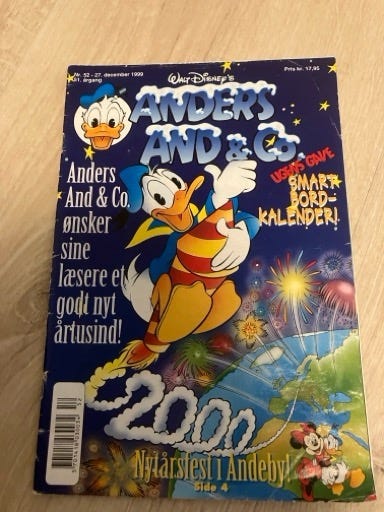 Nr. 52 - 27. december 1999
51. årgang
WALT DISNEY'S
Pris kr. 17,95
ANDERS
AND & Co.
UGENS GAVE
SMART
BORD-
KALENDER!
Anders
And & Co.
ønsker
sine
læsere et
godt nyt
årtusind!
2000
Nytårsfest i Andeby!
Side 4